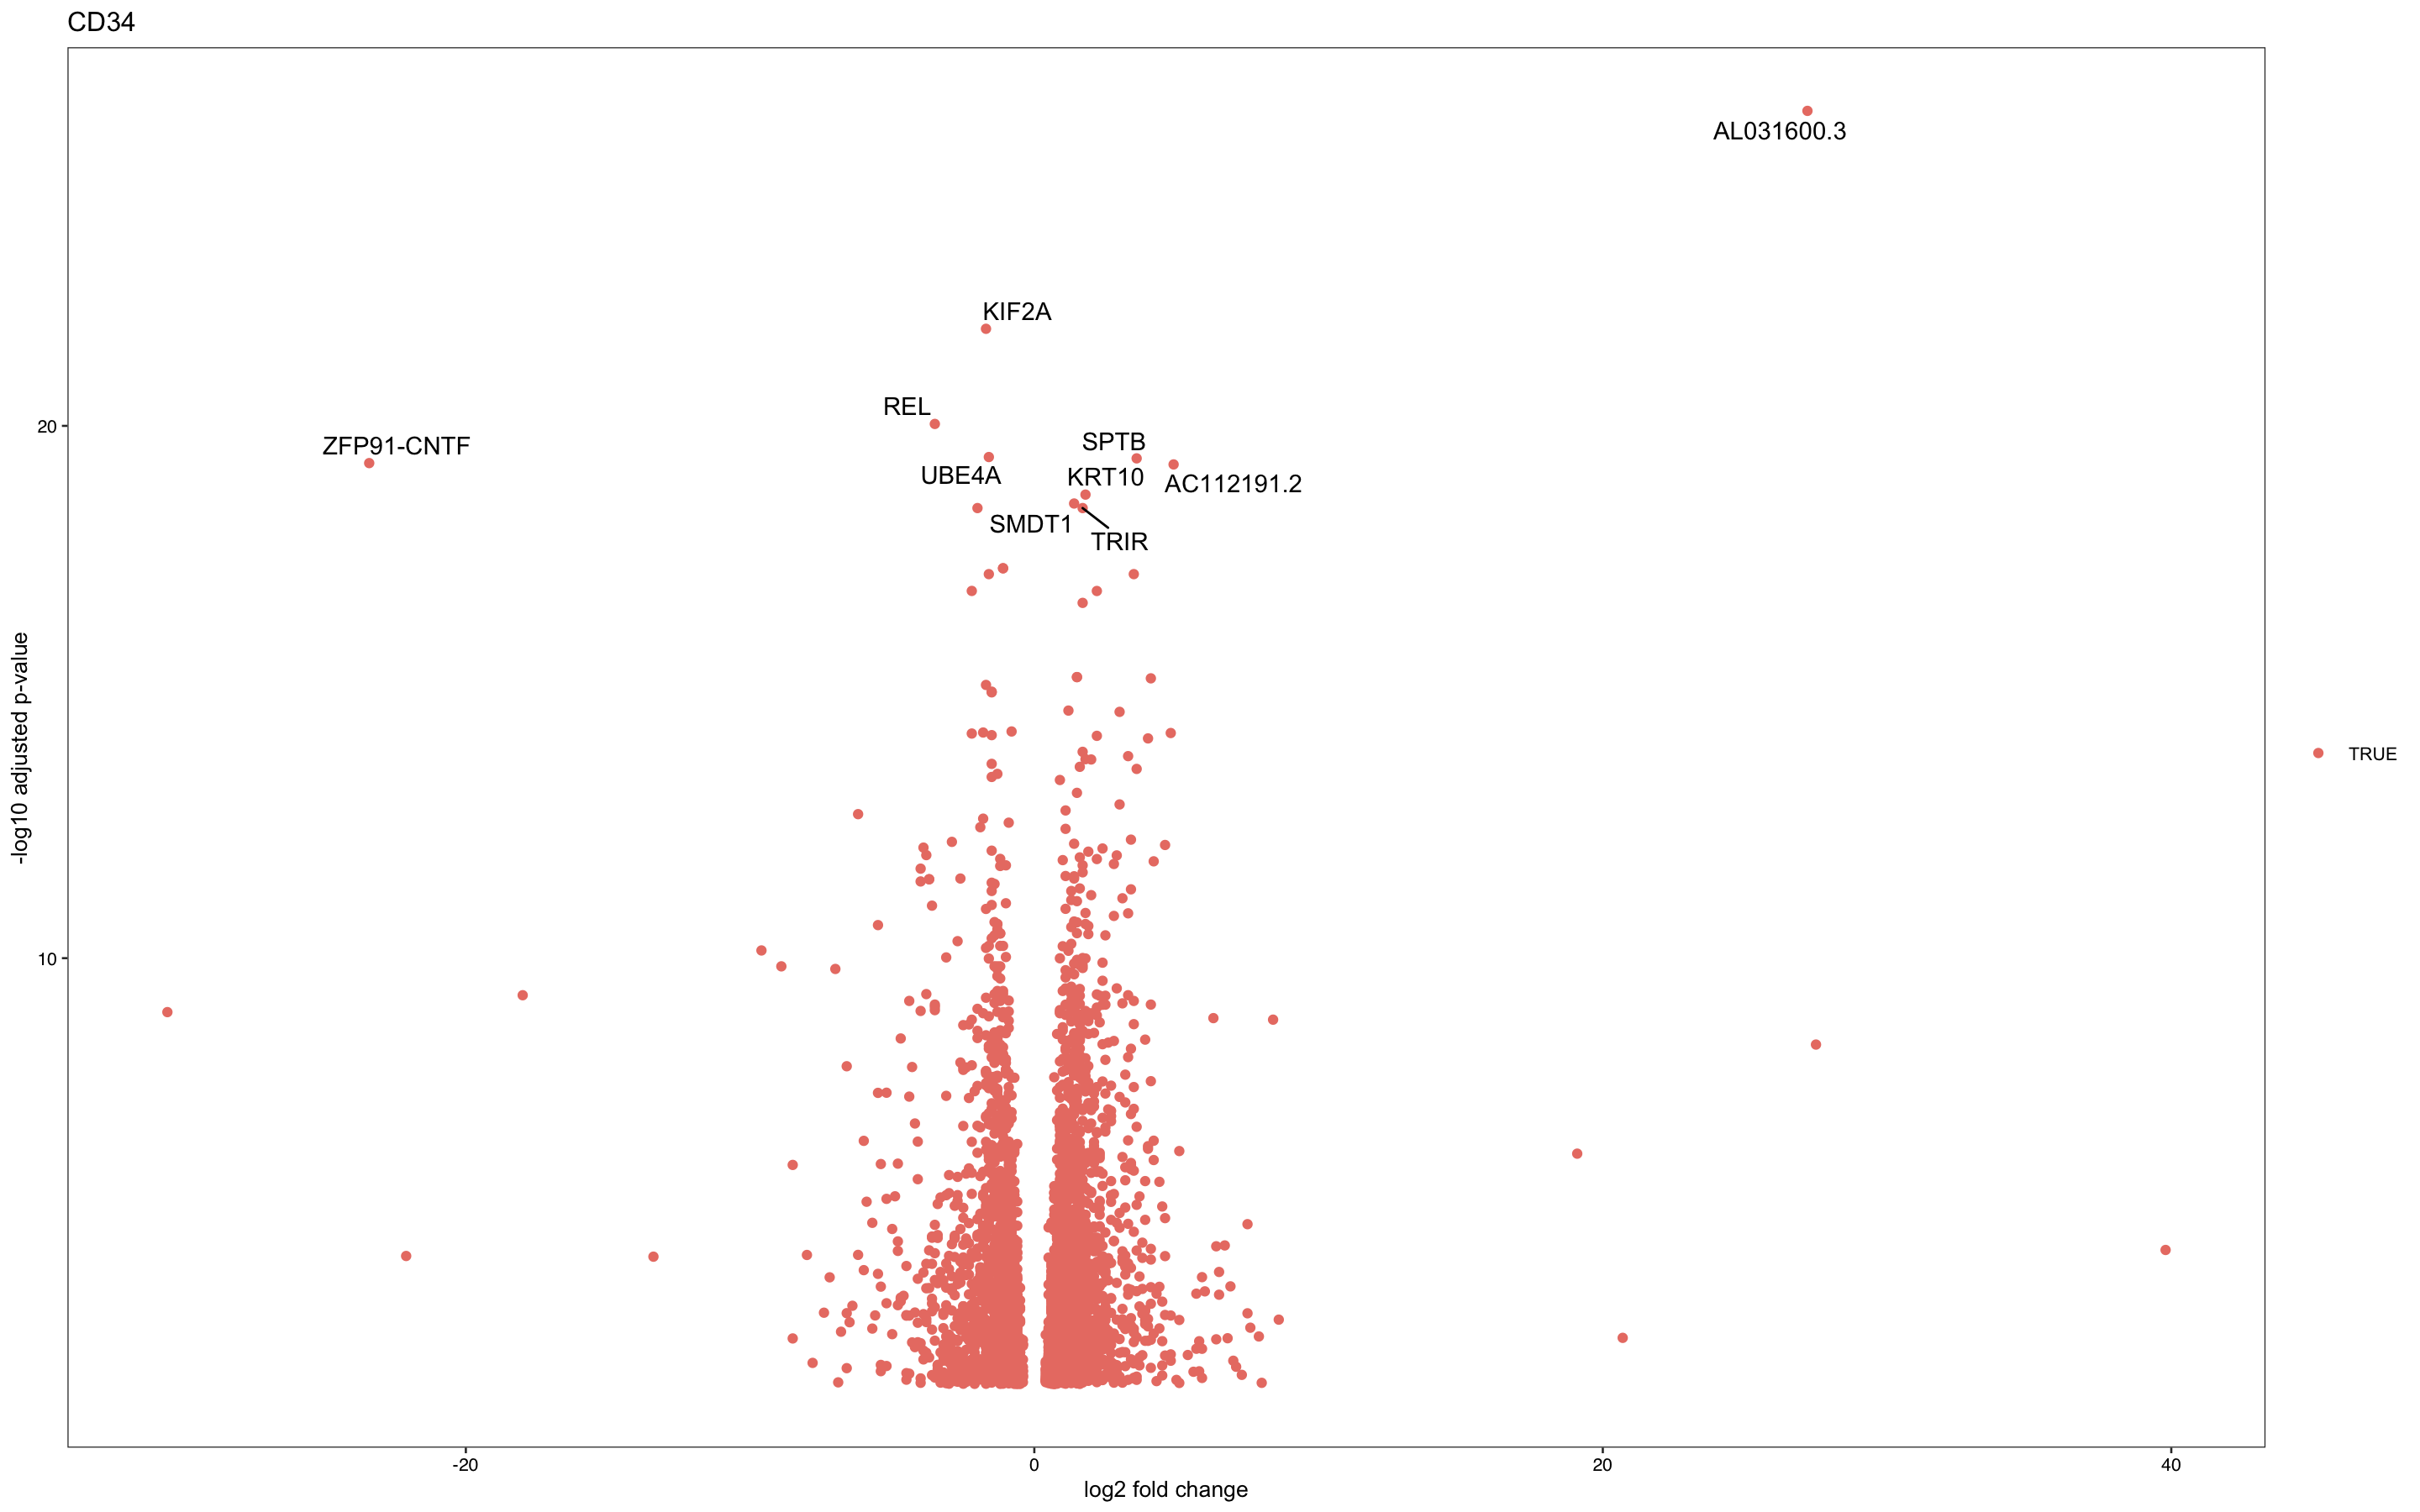 CD34
AL031600.3
KIF2A
REL
20
ZFP91-CNTF
SPTB
UBE4A
KRT10
AC112191.2
SMDT1
TRIR
-log10 adjusted p-value
TRUE
10
-20
0
20
40
log2 fold change